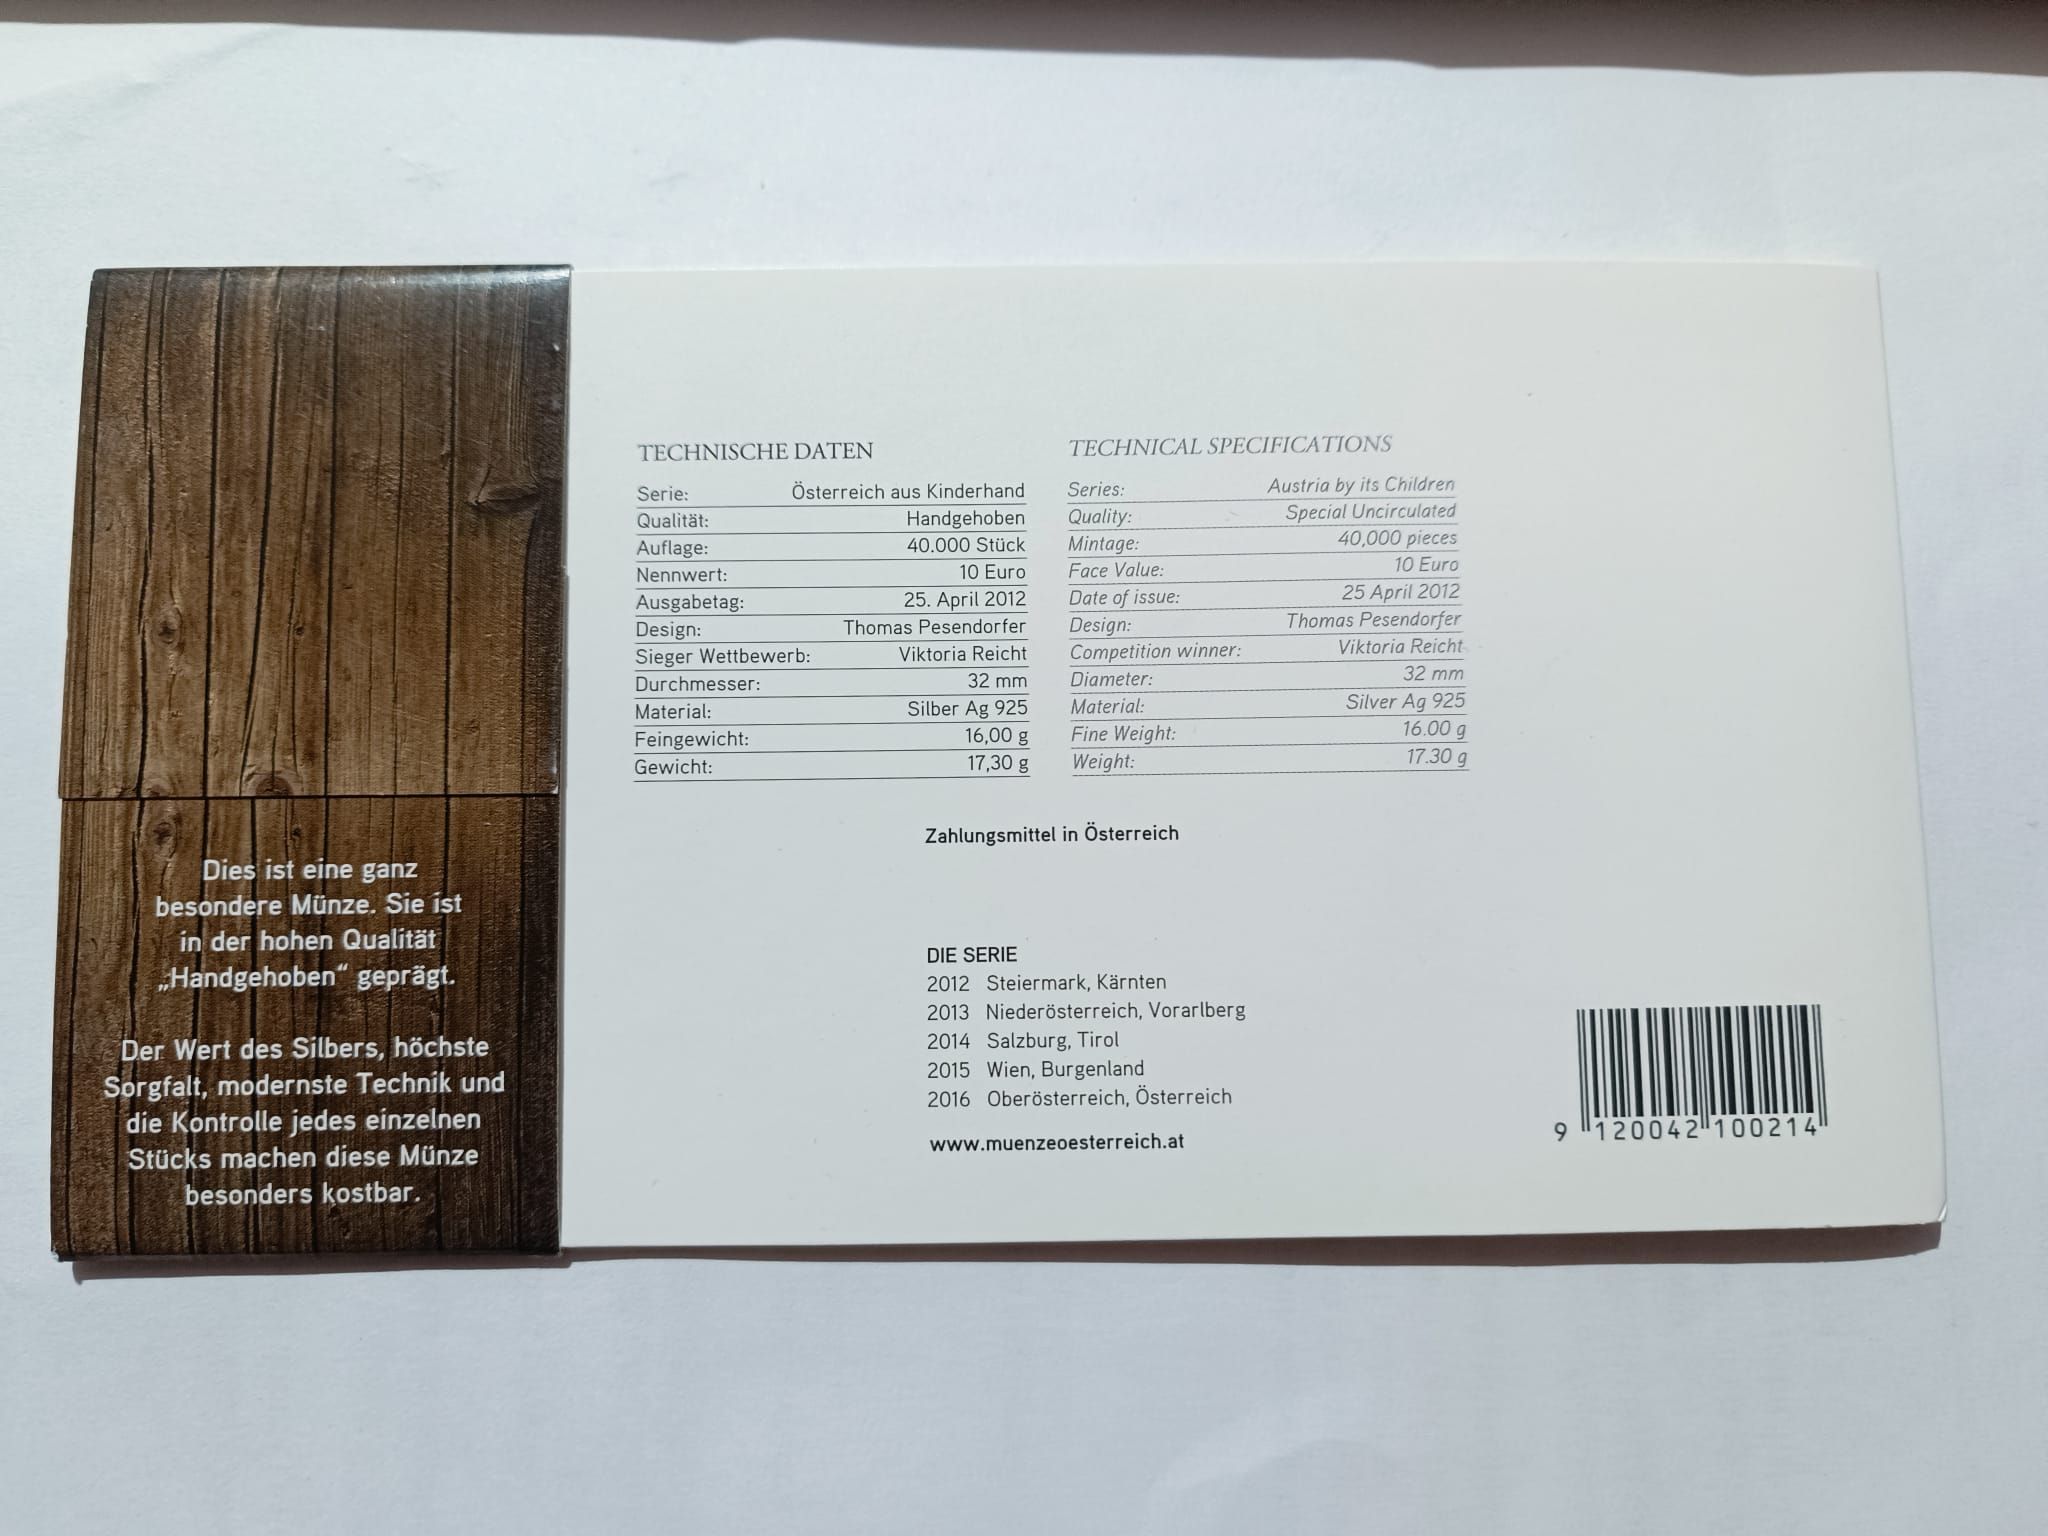 Dies ist eine ganz
besondere Münze. Sie ist
in der hohen Qualität
„Handgehoben“ geprägt.
Der Wert des Silbers, höchste
Sorgfalt, modernste Technik und
die Kontrolle jedes einzelnen
Stücks machen diese Münze
besonders kostbar.
TECHNISCHE DATEN
Serie: Österreich aus Kinderhand
Qualität: Handgehoben
Auflage: 40.000 Stück
Nennwert: 10 Euro
Ausgabetag: 25. April 2012
Design: Thomas Pesendorfer
Sieger Wettbewerb: Viktoria Reicht
Durchmesser: 32 mm
Material: Silber Ag 925
Feingewicht: 16,00 g
Gewicht: 17,30 g
TECHNICAL SPECIFICATIONS
Series: Austria by its Children
Quality: Special Uncirculated
Mintage: 40,000 pieces
Face Value: 10 Euro
Date of issue: 25 April 2012
Design: Thomas Pesendorfer
Competition winner: Viktoria Reicht
Diameter: 32 mm
Material: Silver Ag 925
Fine Weight: 16.00 g
Weight: 17.30 g
Zahlungsmittel in Österreich
DIE SERIE
2012 Steiermark, Kärnten
2013 Niederösterreich, Vorarlberg
2014 Salzburg, Tirol
2015 Wien, Burgenland
2016 Oberösterreich, Österreich
www.muenzeoesterreich.at
9 120042 100214